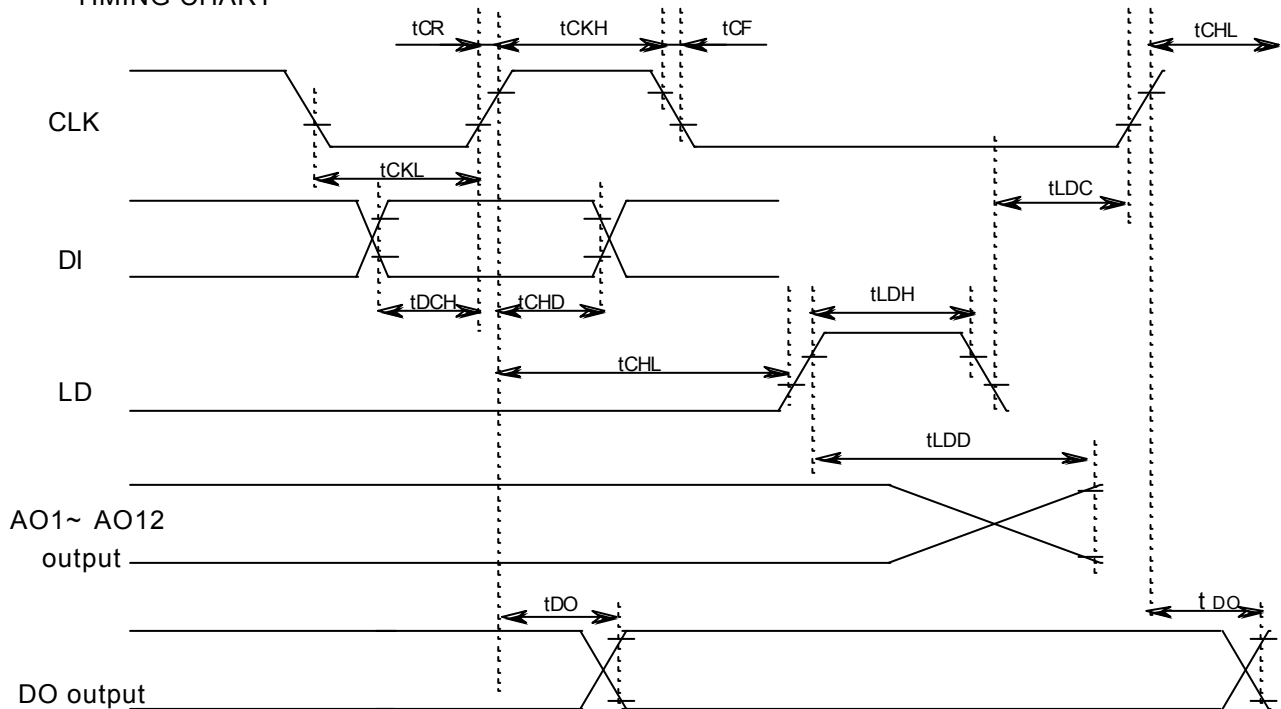 TIMING CHART
tCR tCKH tCF tCHL
CLK
tCKL
tLDC
DI
tDCH tCHD tLDH
tCHL
LD
tLDD
AO1~ AO12
output
tDO t DO
DO output